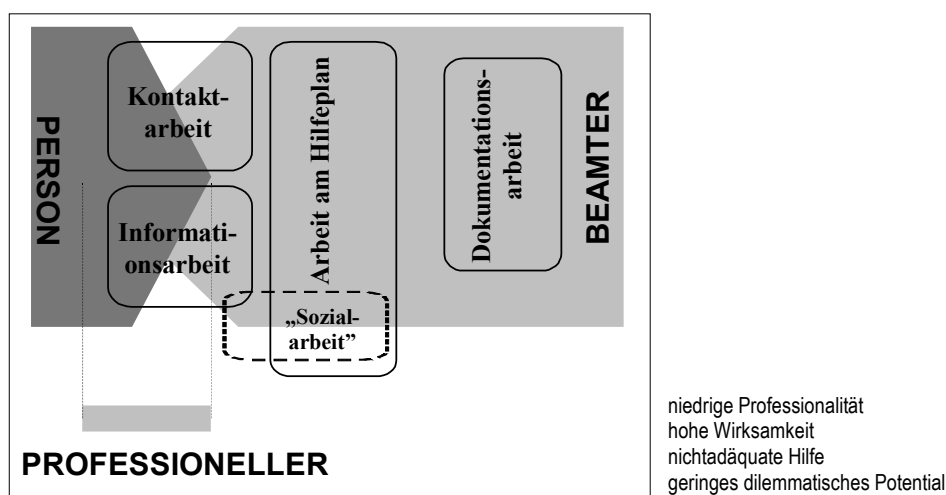 PERSON
Kontakt-
arbeit
Informati-
onsarbeit
Arbeit am Hilfeplan
„Sozial-
arbeit”
Dokumentations-
arbeit
BEAMTER
PROFESSIONELLER
niedrige Professionalität
hohe Wirksamkeit
nichtadäquate Hilfe
geringes dilemmatisches Potential